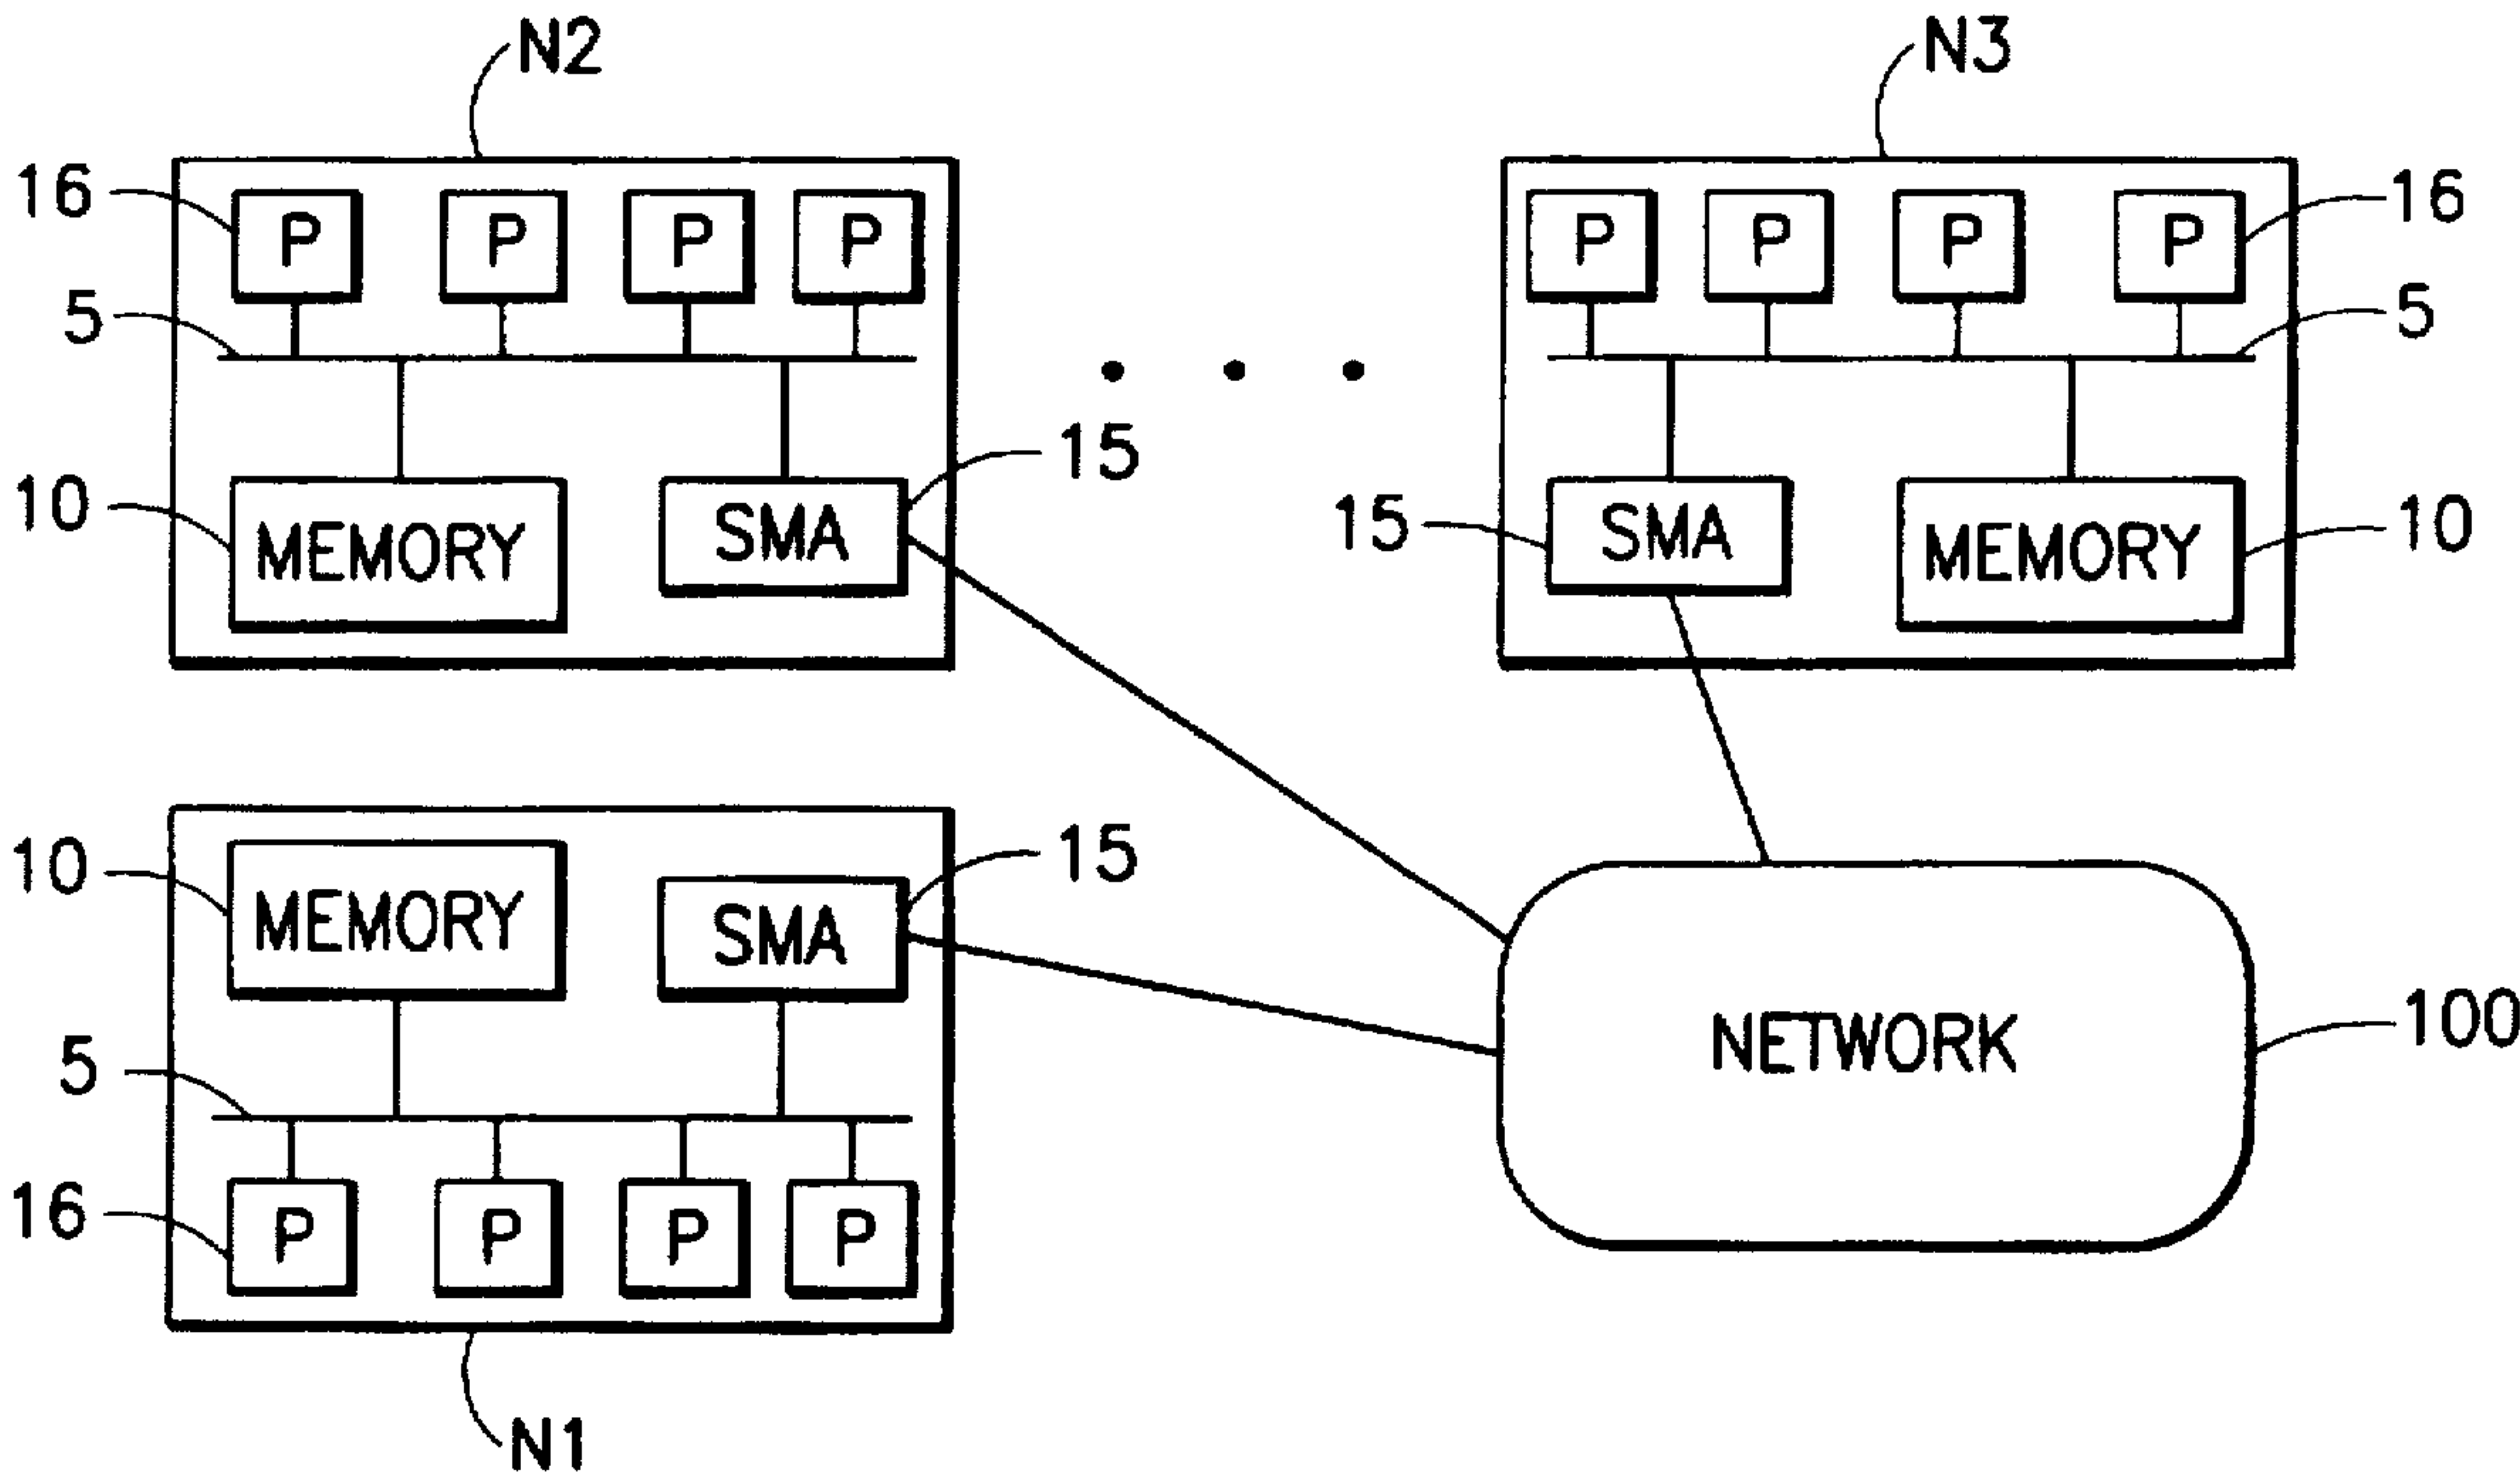 N2
N3
16 P P P P
P P P P 16
5
5
15
10 MEMORY SMA
15 SMA MEMORY 10
10 MEMORY SMA 15
NETWORK 100
5
16 P P P P
N1